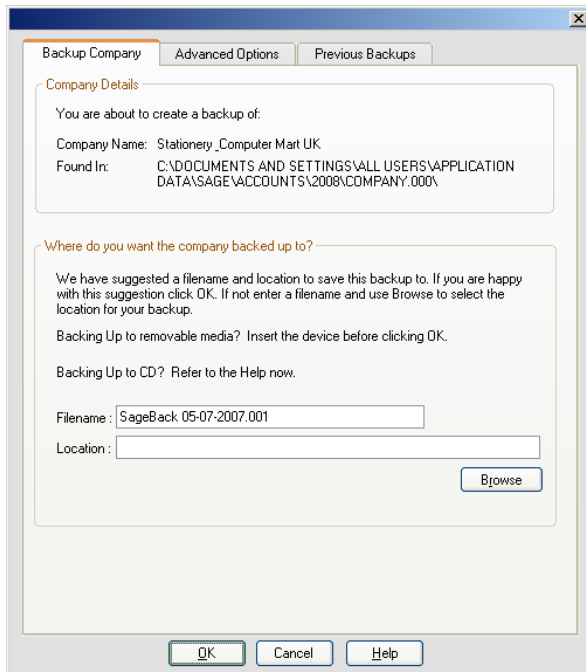 Backup Company
Advanced Options
Previous Backups
Company Details
You are about to create a backup of:
Company Name: Stationery _Computer Mart UK
Found In: C:\DOCUMENTS AND SETTINGS\ALL USERS\APPLICATION
DATA\SAGE\ACCOUNTS\2008\COMPANY.000\
Where do you want the company backed up to?
We have suggested a filename and location to save this backup to. If you are happy
with this suggestion click OK. If not enter a filename and use Browse to select the
location for your backup.
Backing Up to removable media? Insert the device before clicking OK.
Backing Up to CD? Refer to the Help now.
Filename : SageBack 05-07-2007.001
Location :
Browse
OK Cancel Help